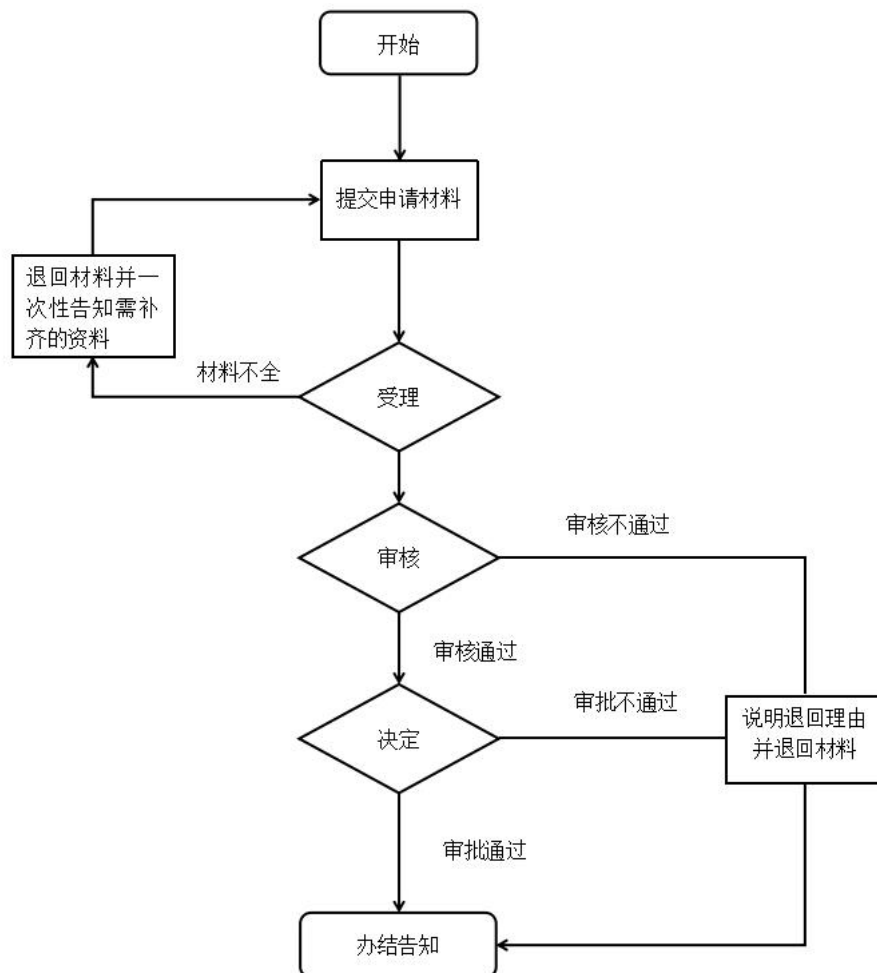 开始
提交申请材料
退回材料并一
次性告知需补
齐的资料
材料不全
受理
审核不通过
审核
审核通过
审批不通过
说明退回理由
并退回材料
决定
审批通过
办结告知